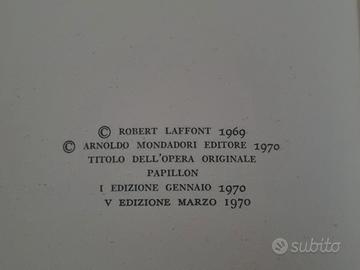 © ROBERT LAFFONT 1969
© ARNOLDO MONDADORI EDITORE 1970
TITOLO DELL'OPERA ORIGINALE
PAPILLON
I EDIZIONE GENNAIO 1970
V EDIZIONE MARZO 1970
subito